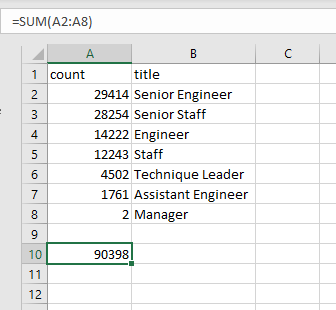 =SUM(A2:A8)
A B C
1 count title
2 29414 Senior Engineer
3 28254 Senior Staff
4 14222 Engineer
5 12243 Staff
6 4502 Technique Leader
7 1761 Assistant Engineer
8 2 Manager
9
10 90398
11
12